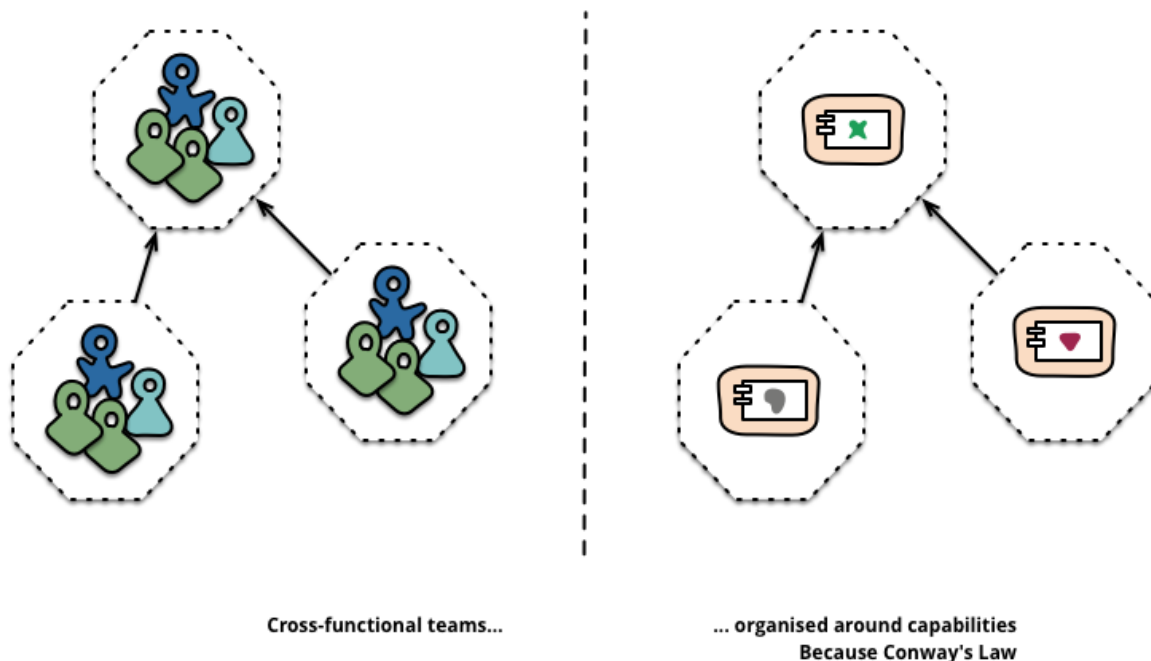 Cross-functional teams...
... organised around capabilities
Because Conway's Law